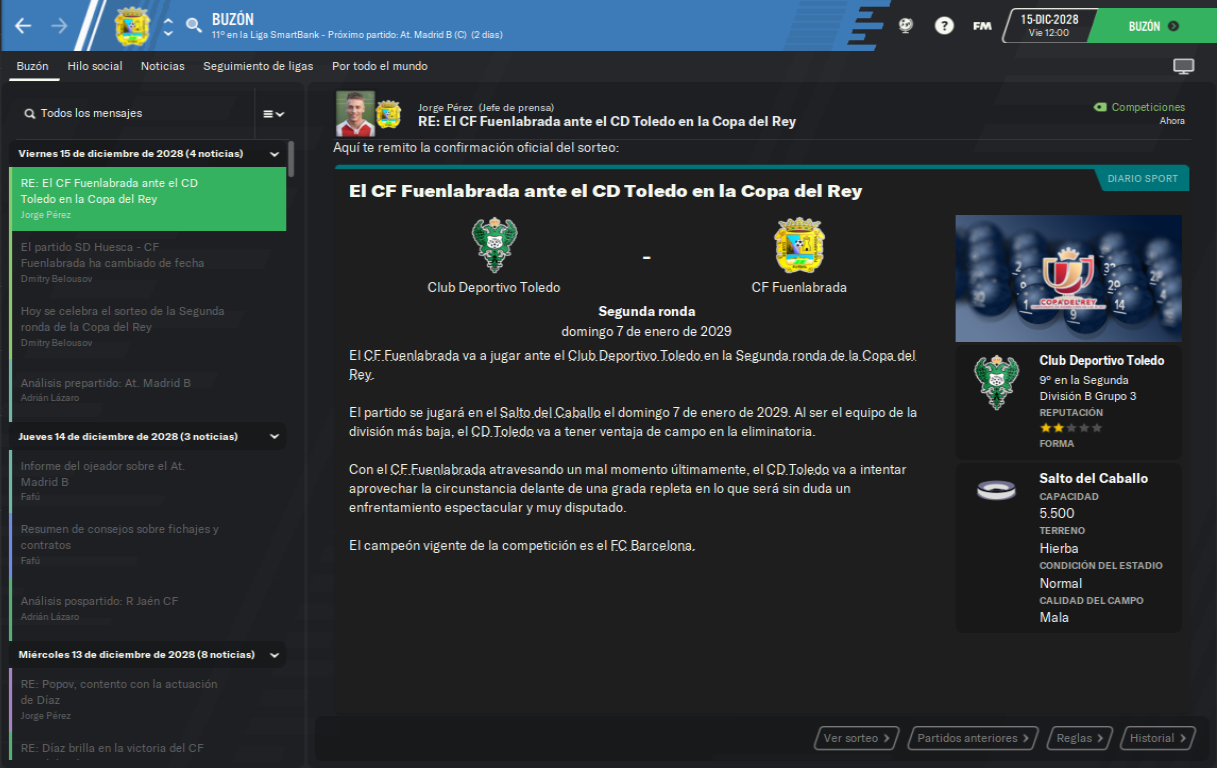 BUZÓN
11º en la Liga SmartBank - Próximo partido: At. Madrid B (C) (2 días)
?
FM
15-DIC-2028
Vie 12:00
BUZÓN
Buzón
Hilo social
Noticias
Seguimiento de ligas
Por todo el mundo
Todos los mensajes
Viernes 15 de diciembre de 2028 (4 noticias)
RE: El CF Fuenlabrada ante el CD
Toledo en la Copa del Rey
Jorge Pérez
El partido SD Huesca - CF
Fuenlabrada ha cambiado de fecha
Dmitry Belousov
Hoy se celebra el sorteo de la Segunda
ronda de la Copa del Rey
Dmitry Belousov
Análisis prepartido: At. Madrid B
Adrián Lázaro
Jueves 14 de diciembre de 2028 (3 noticias)
Informe del ojeador sobre el At.
Madrid B
Fafú
Resumen de consejos sobre fichajes y
contratos
Fafú
Análisis pospartido: R Jaén CF
Adrián Lázaro
Miércoles 13 de diciembre de 2028 (8 noticias)
RE: Popov, contento con la actuación
de Díaz
Jorge Pérez
RE: Díaz brilla en la victoria del CF
Jorge Pérez (Jefe de prensa)
RE: El CF Fuenlabrada ante el CD Toledo en la Copa del Rey
Competiciones
Ahora
Aquí te remito la confirmación oficial del sorteo:
DIARIO SPORT
El CF Fuenlabrada ante el CD Toledo en la Copa del Rey
-
Club Deportivo Toledo
CF Fuenlabrada
Segunda ronda
domingo 7 de enero de 2029
El CF Fuenlabrada va a jugar ante el Club Deportivo Toledo en la Segunda ronda de la Copa del
Rey.
El partido se jugará en el Salto del Caballo el domingo 7 de enero de 2029. Al ser el equipo de la
división más baja, el CD Toledo va a tener ventaja de campo en la eliminatoria.
Con el CF Fuenlabrada atravesando un mal momento últimamente, el CD Toledo va a intentar
aprovechar la circunstancia delante de una grada repleta en lo que será sin duda un
enfrentamiento espectacular y muy disputado.
El campeón vigente de la competición es el FC Barcelona.
COPA DEL REY
Club Deportivo Toledo
9º en la Segunda
División B Grupo 3
REPUTACIÓN
FORMA
Salto del Caballo
CAPACIDAD
5.500
TERRENO
Hierba
CONDICIÓN DEL ESTADIO
Normal
CALIDAD DEL CAMPO
Mala
Ver sorteo
Partidos anteriores
Reglas
Historial